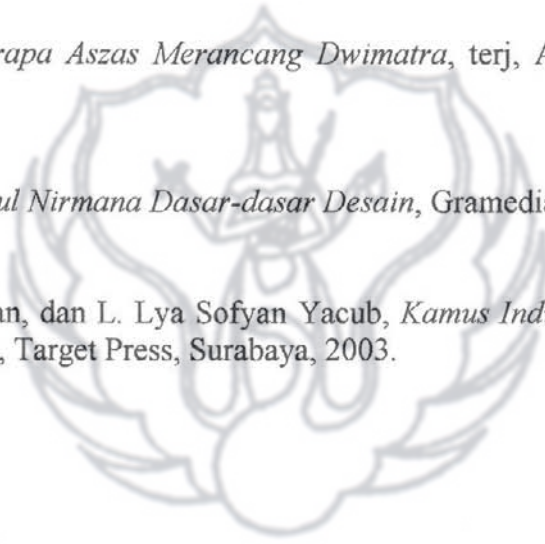 rapa Aszas Merancang Dwimatra, terj, A
ul Nirmana Dasar-dasar Desain, Gramedia
an, dan L. Lya Sofyan Yacub, Kamus Ind
, Target Press, Surabaya, 2003.